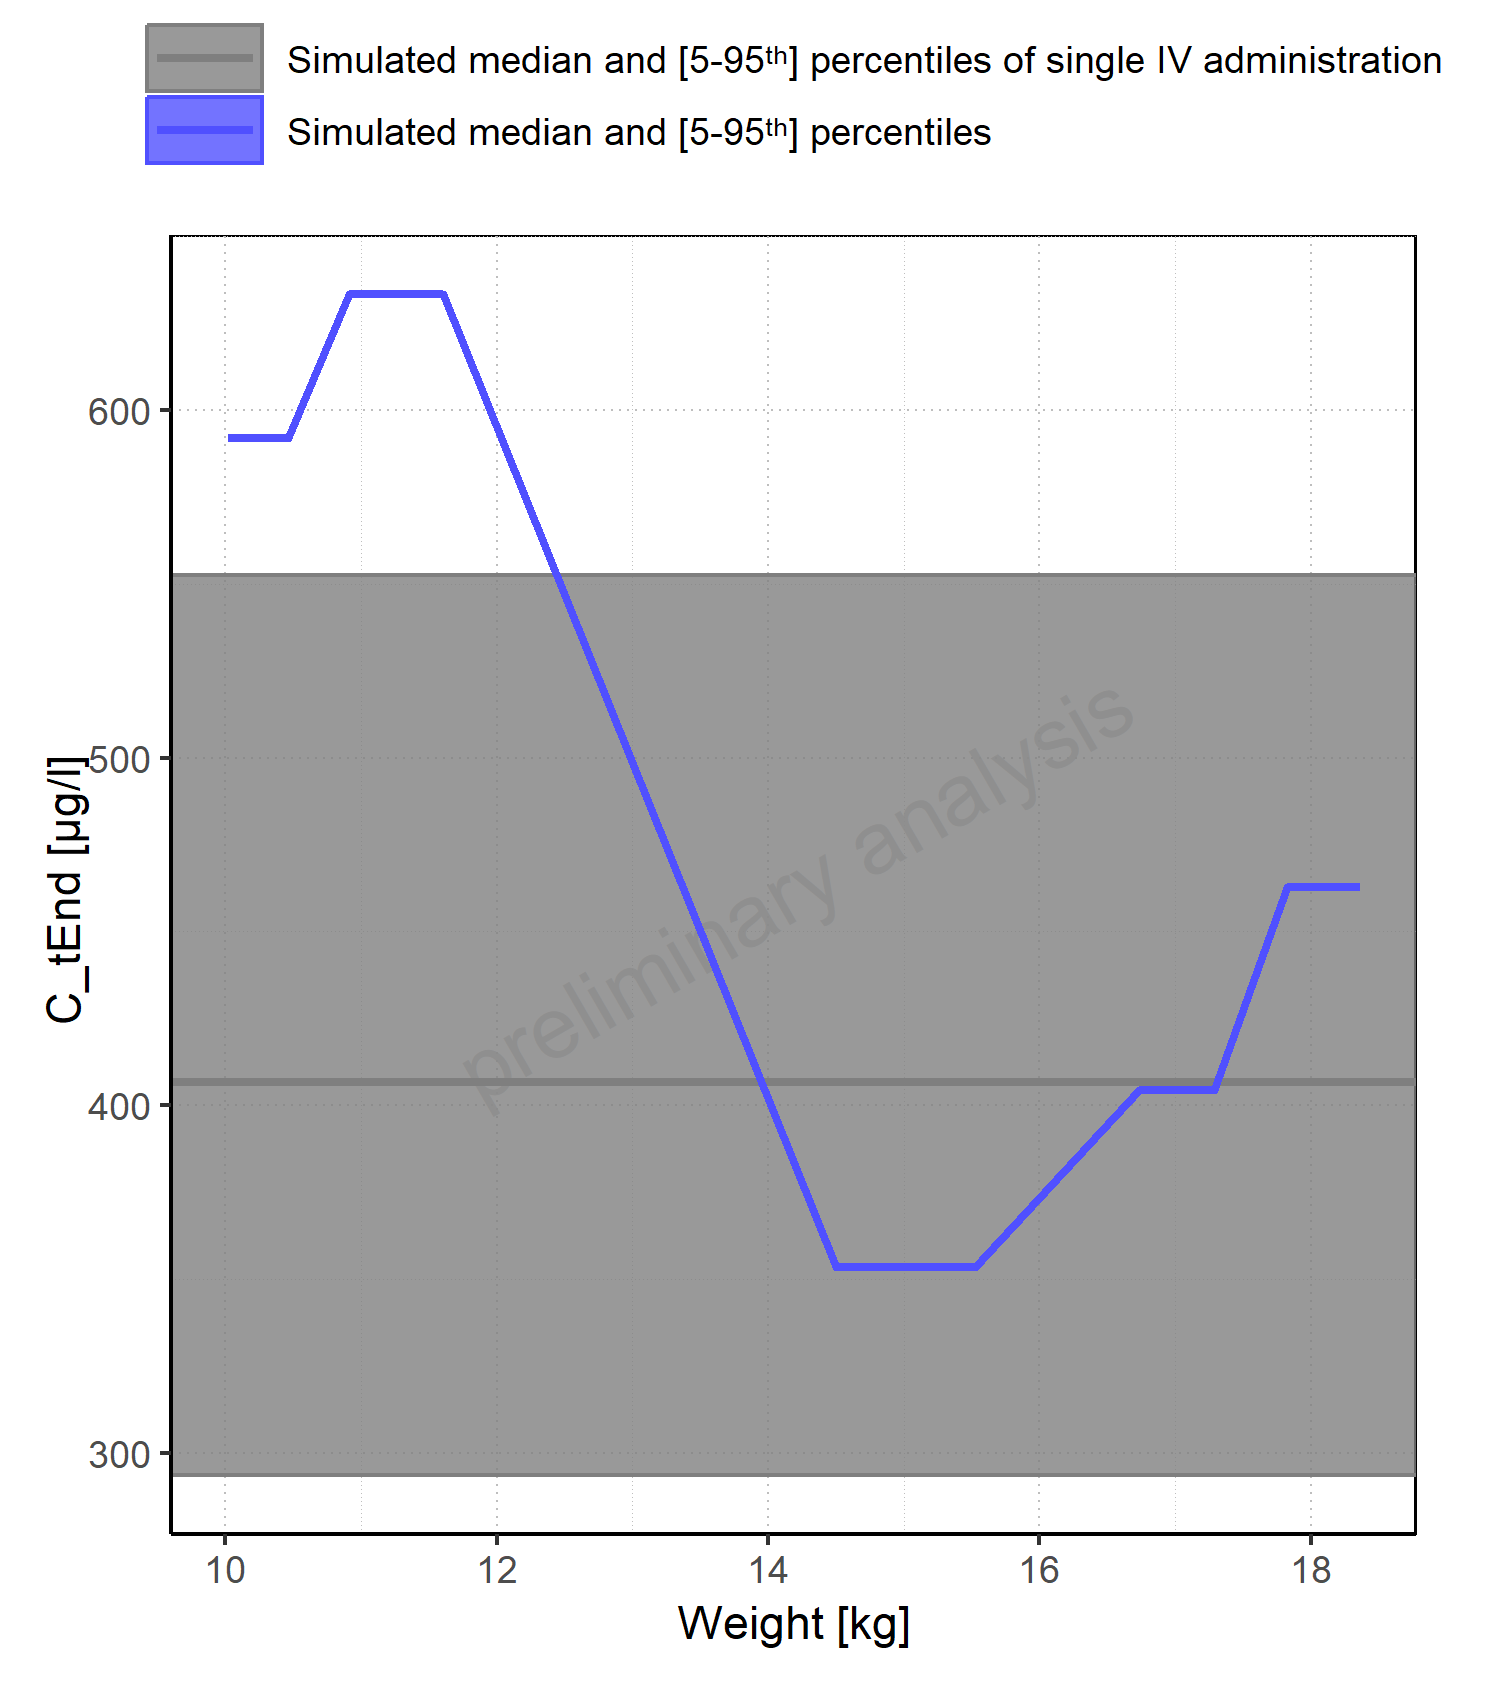 Simulated median and [5-95ᵗʰ] percentiles of single IV administration
Simulated median and [5-95ᵗʰ] percentiles
600
500
400
300
C_tEnd [µg/l]
preliminary analysis
10 12 14 16 18
Weight [kg]